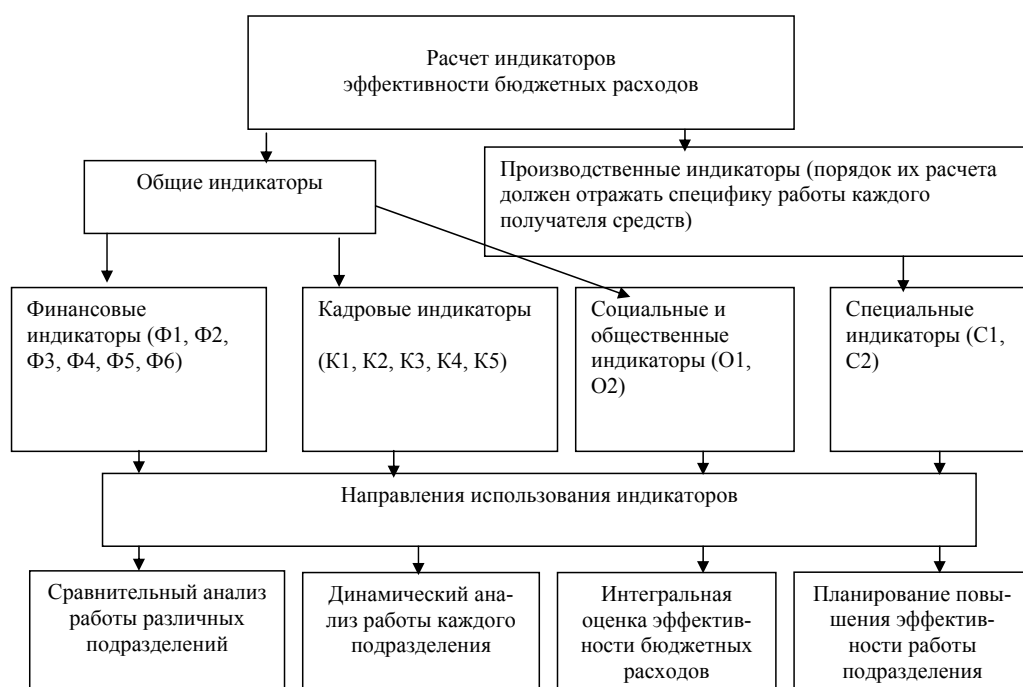 Расчет индикаторов
эффективности бюджетных расходов
Общие индикаторы
Производственные индикаторы (порядок их расчета
должен отражать специфику работы каждого
получателя средств)
Финансовые
индикаторы (Ф1, Ф2,
Ф3, Ф4, Ф5, Ф6)
Кадровые индикаторы
(К1, К2, К3, К4, К5)
Социальные и
общественные
индикаторы (О1,
О2)
Специальные
индикаторы (С1,
С2)
Направления использования индикаторов
Сравнительный анализ
работы различных
подразделений
Динамический ана-
лиз работы каждого
подразделения
Интегральная
оценка эффектив-
ности бюджетных
расходов
Планирование повы-
шения эффектив-
ности работы
подразделения